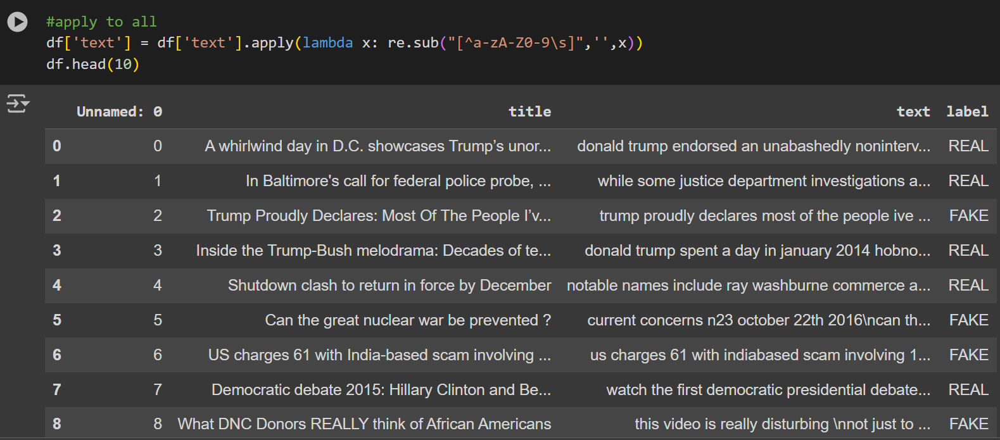 #apply to all
df['text'] = df['text'].apply(lambda x: re.sub("[^a-zA-Z0-9\s]",'',x))
df.head(10)
Unnamed: 0 title text label
0 0 A whirlwind day in D.C. showcases Trump’s unor... donald trump endorsed an unabashedly noninterv... REAL
1 1 In Baltimore's call for federal police probe, ... while some justice department investigations a... REAL
2 2 Trump Proudly Declares: Most Of The People I’v... trump proudly declares most of the people ive ... FAKE
3 3 Inside the Trump-Bush melodrama: Decades of te... donald trump spent a day in january 2014 hobno... REAL
4 4 Shutdown clash to return in force by December notable names include ray washburne commerce a... REAL
5 5 Can the great nuclear war be prevented ? current concerns n23 october 22th 2016\ncan th... FAKE
6 6 US charges 61 with India-based scam involving ... us charges 61 with indiabased scam involving 1... FAKE
7 7 Democratic debate 2015: Hillary Clinton and Be... watch the first democratic presidential debate... REAL
8 8 What DNC Donors REALLY think of African Americans this video is really disturbing \nnot just to ... FAKE